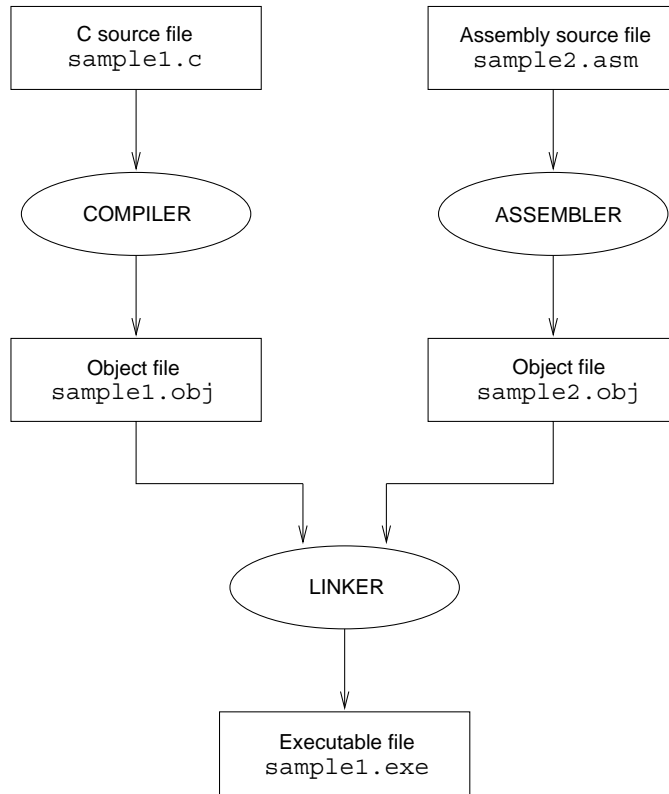 C source file
sample1.c
Assembly source file
sample2.asm
COMPILER
ASSEMBLER
Object file
sample1.obj
Object file
sample2.obj
LINKER
Executable file
sample1.exe